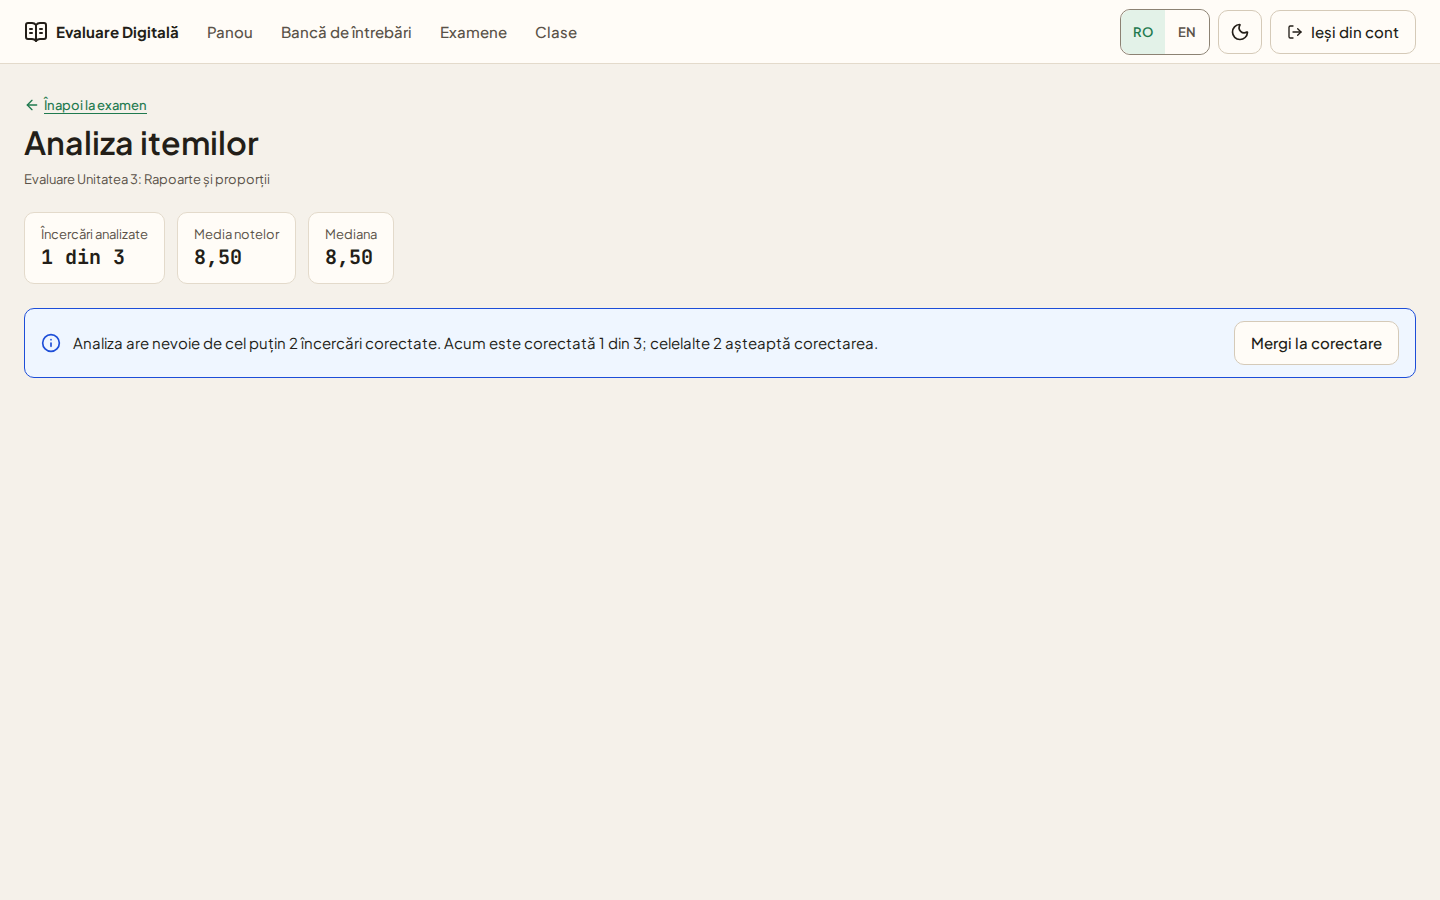 Evaluare Digitală
Panou
Bancă de întrebări
Examene
Clase
RO
EN
Ieși din cont
Înapoi la examen
Analiza itemilor
Evaluare Unitatea 3: Rapoarte și proporții
Încercări analizate
1 din 3
Media notelor
8,50
Mediana
8,50
Analiza are nevoie de cel puțin 2 încercări corectate. Acum este corectată 1 din 3; celelalte 2 așteaptă corectarea.
Mergi la corectare